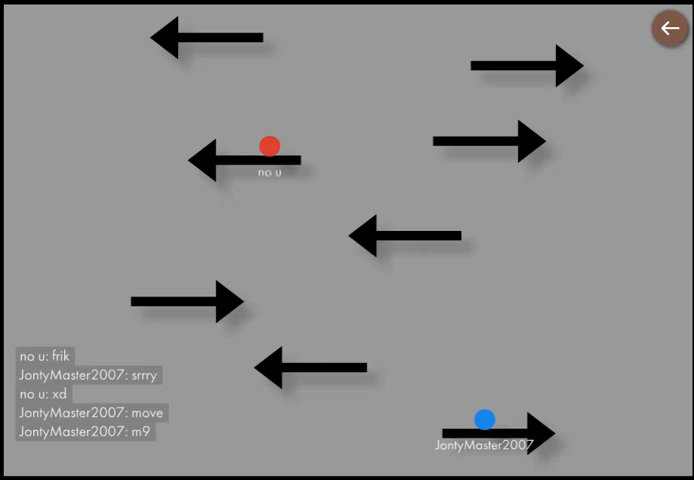 no u
no u: frik
JontyMaster2007: srrry
no u: xd
JontyMaster2007: move
JontyMaster2007: m9
JontyMaster2007